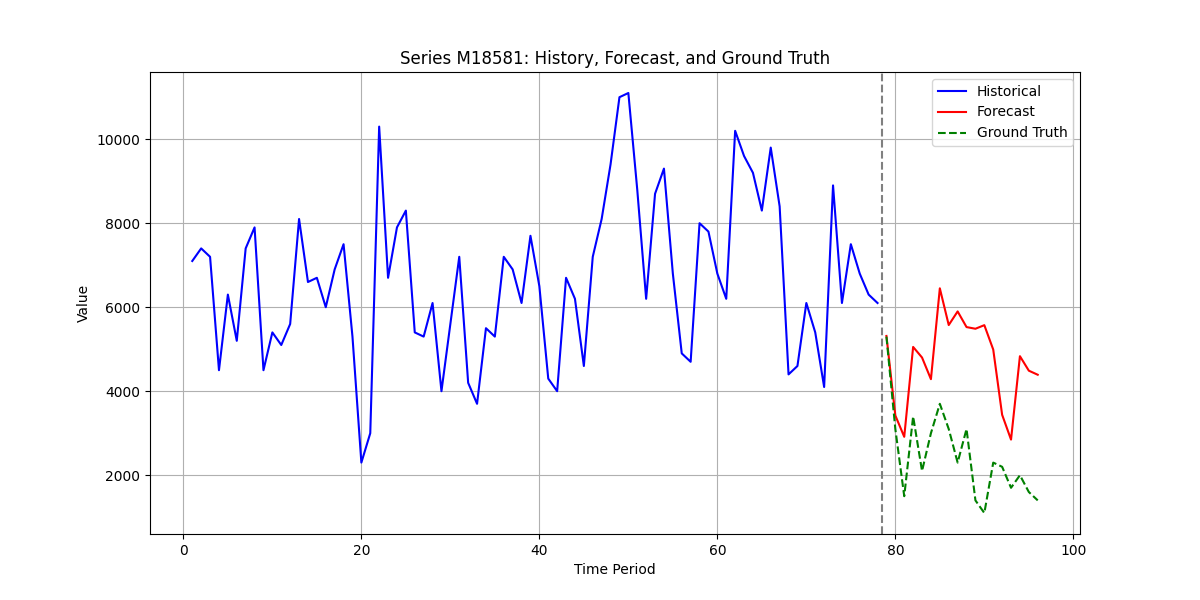 Series M18581: History, Forecast, and Ground Truth
Historical
Forecast
Ground Truth
Value
10000
8000
6000
4000
2000
0 20 40 60 80 100
Time Period